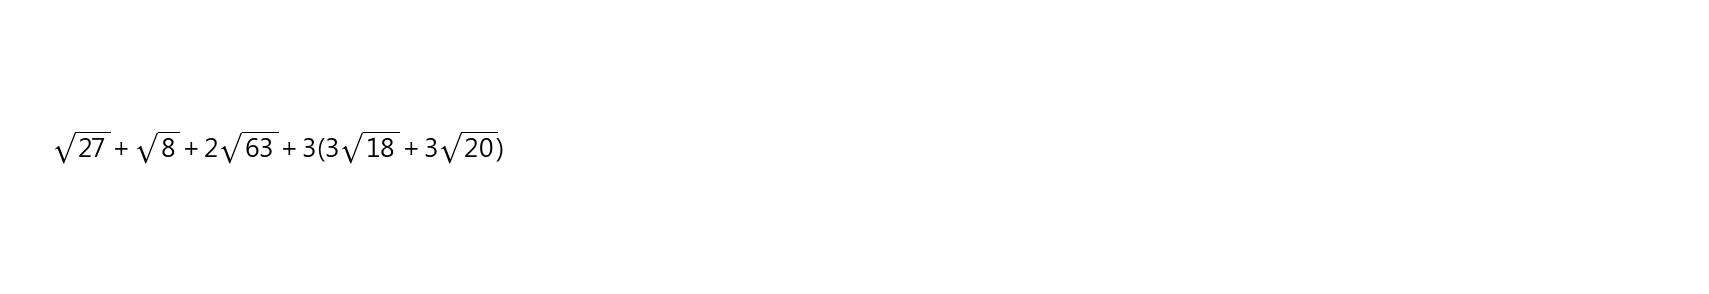 √27 + √8 + 2√63 + 3(3√18 + 3√20)